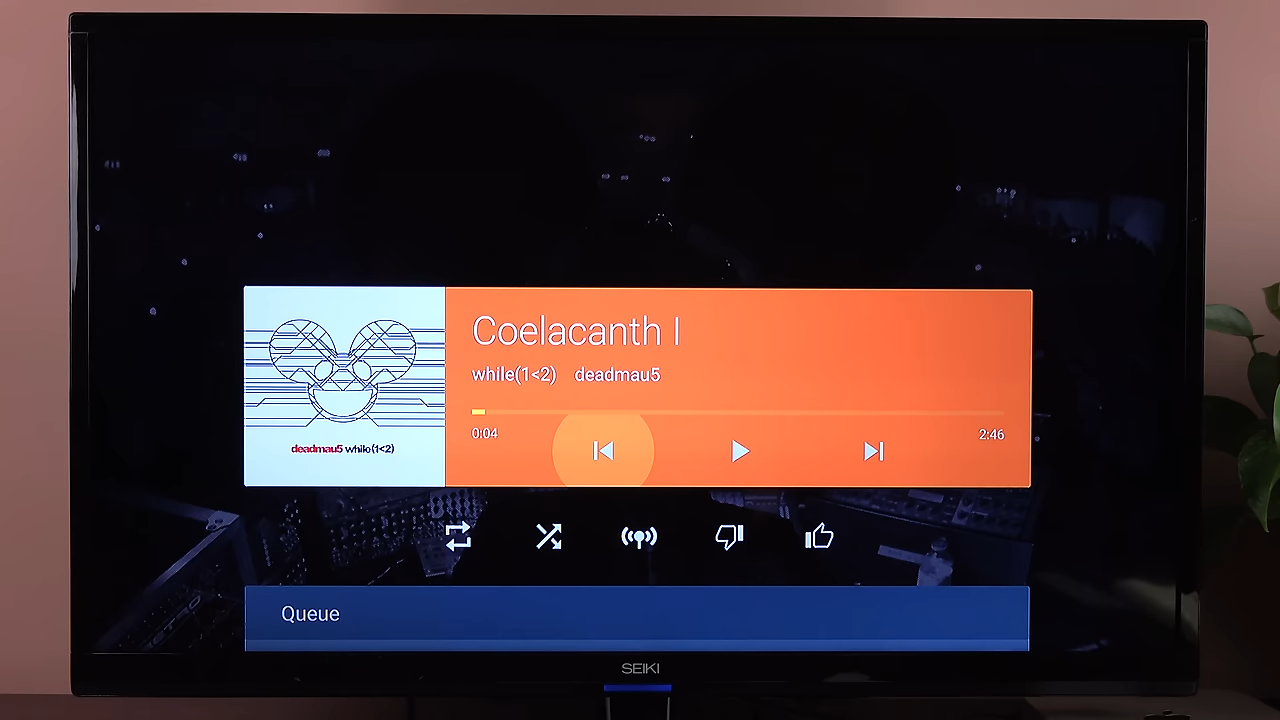 Coelacanth I
while(1<2) deadmau5
0:04
2:46
deadmau5 while(1<2)
Queue
SEIKI